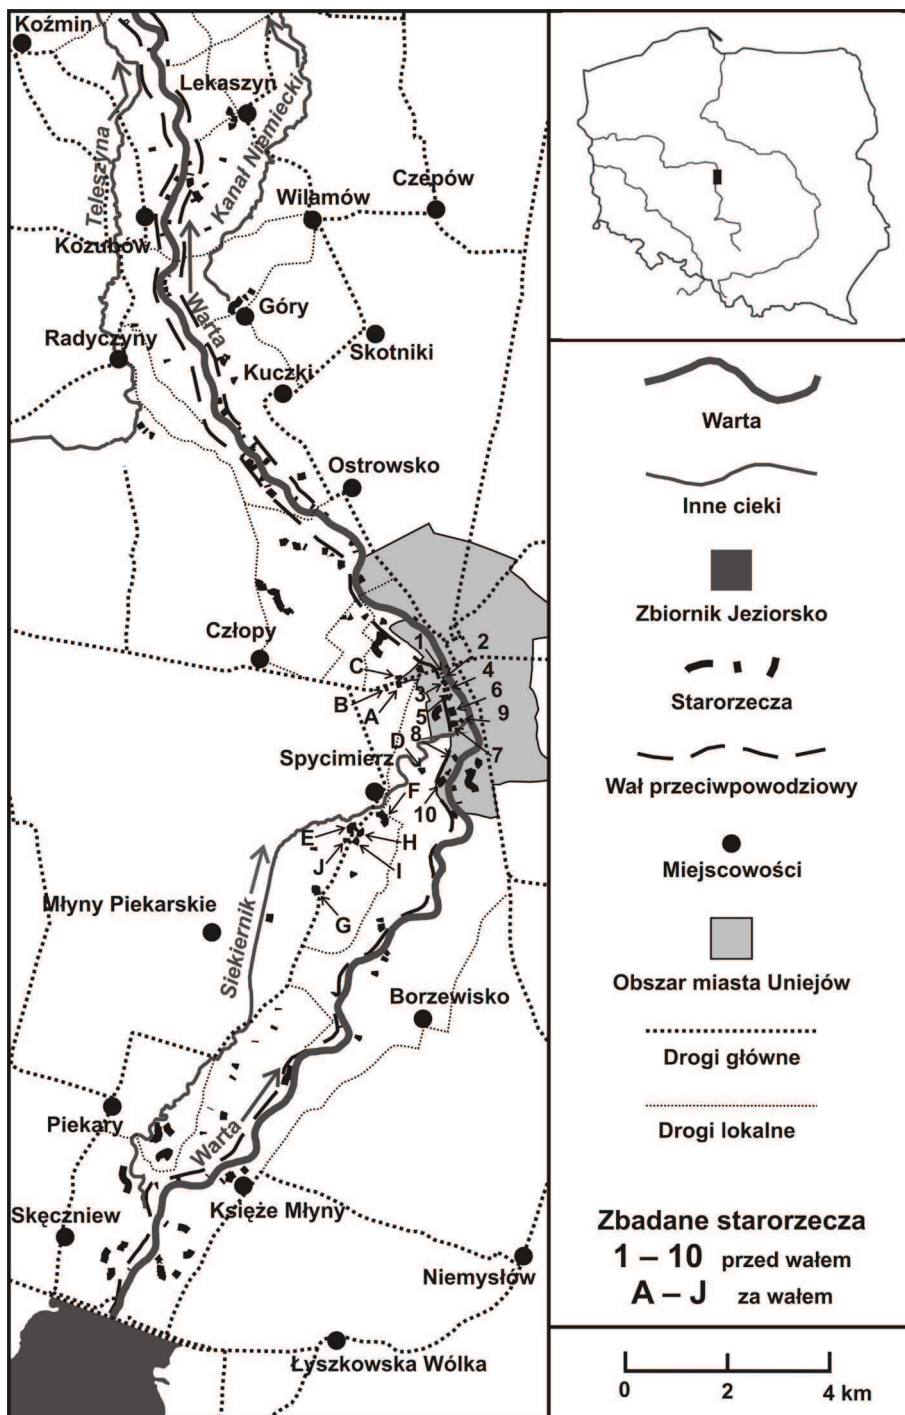 Koźmin
Lekaszyn
Teleszyna
Kanał Niemiecki
Czepów
Wilamów
Kozubów
Warta
Góry
Radyczyny
Skotniki
Kuczki
Ostrowsko
Człopy
1
2
C
4
3
6
B
A
5
9
D
8
7
Spycimierz
F
10
E
H
J
I
G
Młyny Piekarskie
Siekiernik
Borzewisko
Piekary
Warta
Skęczniew
Księże Młyny
Niemysłów
Łyszkowska Wólka
Warta
Inne cieki
Zbiornik Jeziorsko
Starorzecza
Wał przeciwpowodziowy
Miejscowości
Obszar miasta Uniejów
Drogi główne
Drogi lokalne
Zbadane starorzecza
1 – 10 przed wałem
A – J za wałem
0 2 4 km